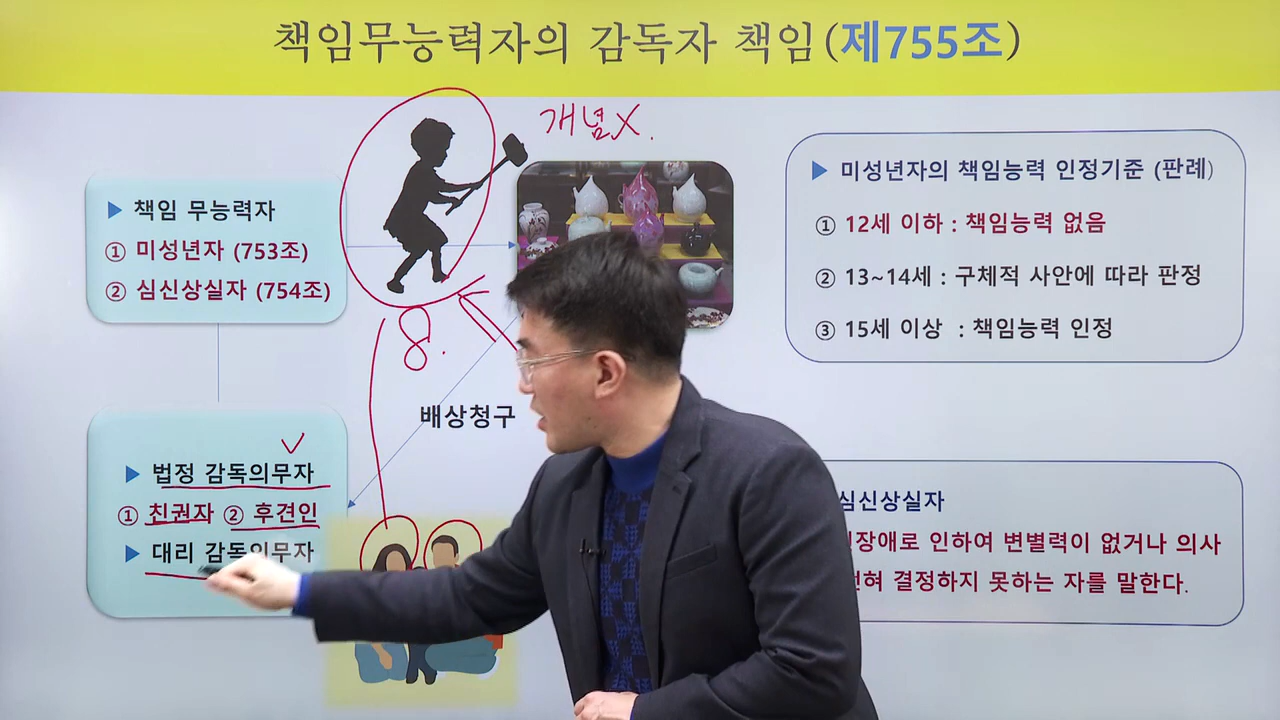 책임무능력자의 감독자 책임(제755조)
개념X.
▶ 책임 무능력자
① 미성년자 (753조)
② 심신상실자 (754조)
8.
배상청구
▶ 법정 감독의무자
① 친권자 ② 후견인
▶ 대리 감독의무자
▶ 미성년자의 책임능력 인정기준 (판례)
① 12세 이하 : 책임능력 없음
② 13~14세 : 구체적 사안에 따라 판정
③ 15세 이상 : 책임능력 인정
심신상실자
인하여 변별력이 없거나 의사
결정하지 못하는 자를 말한다.